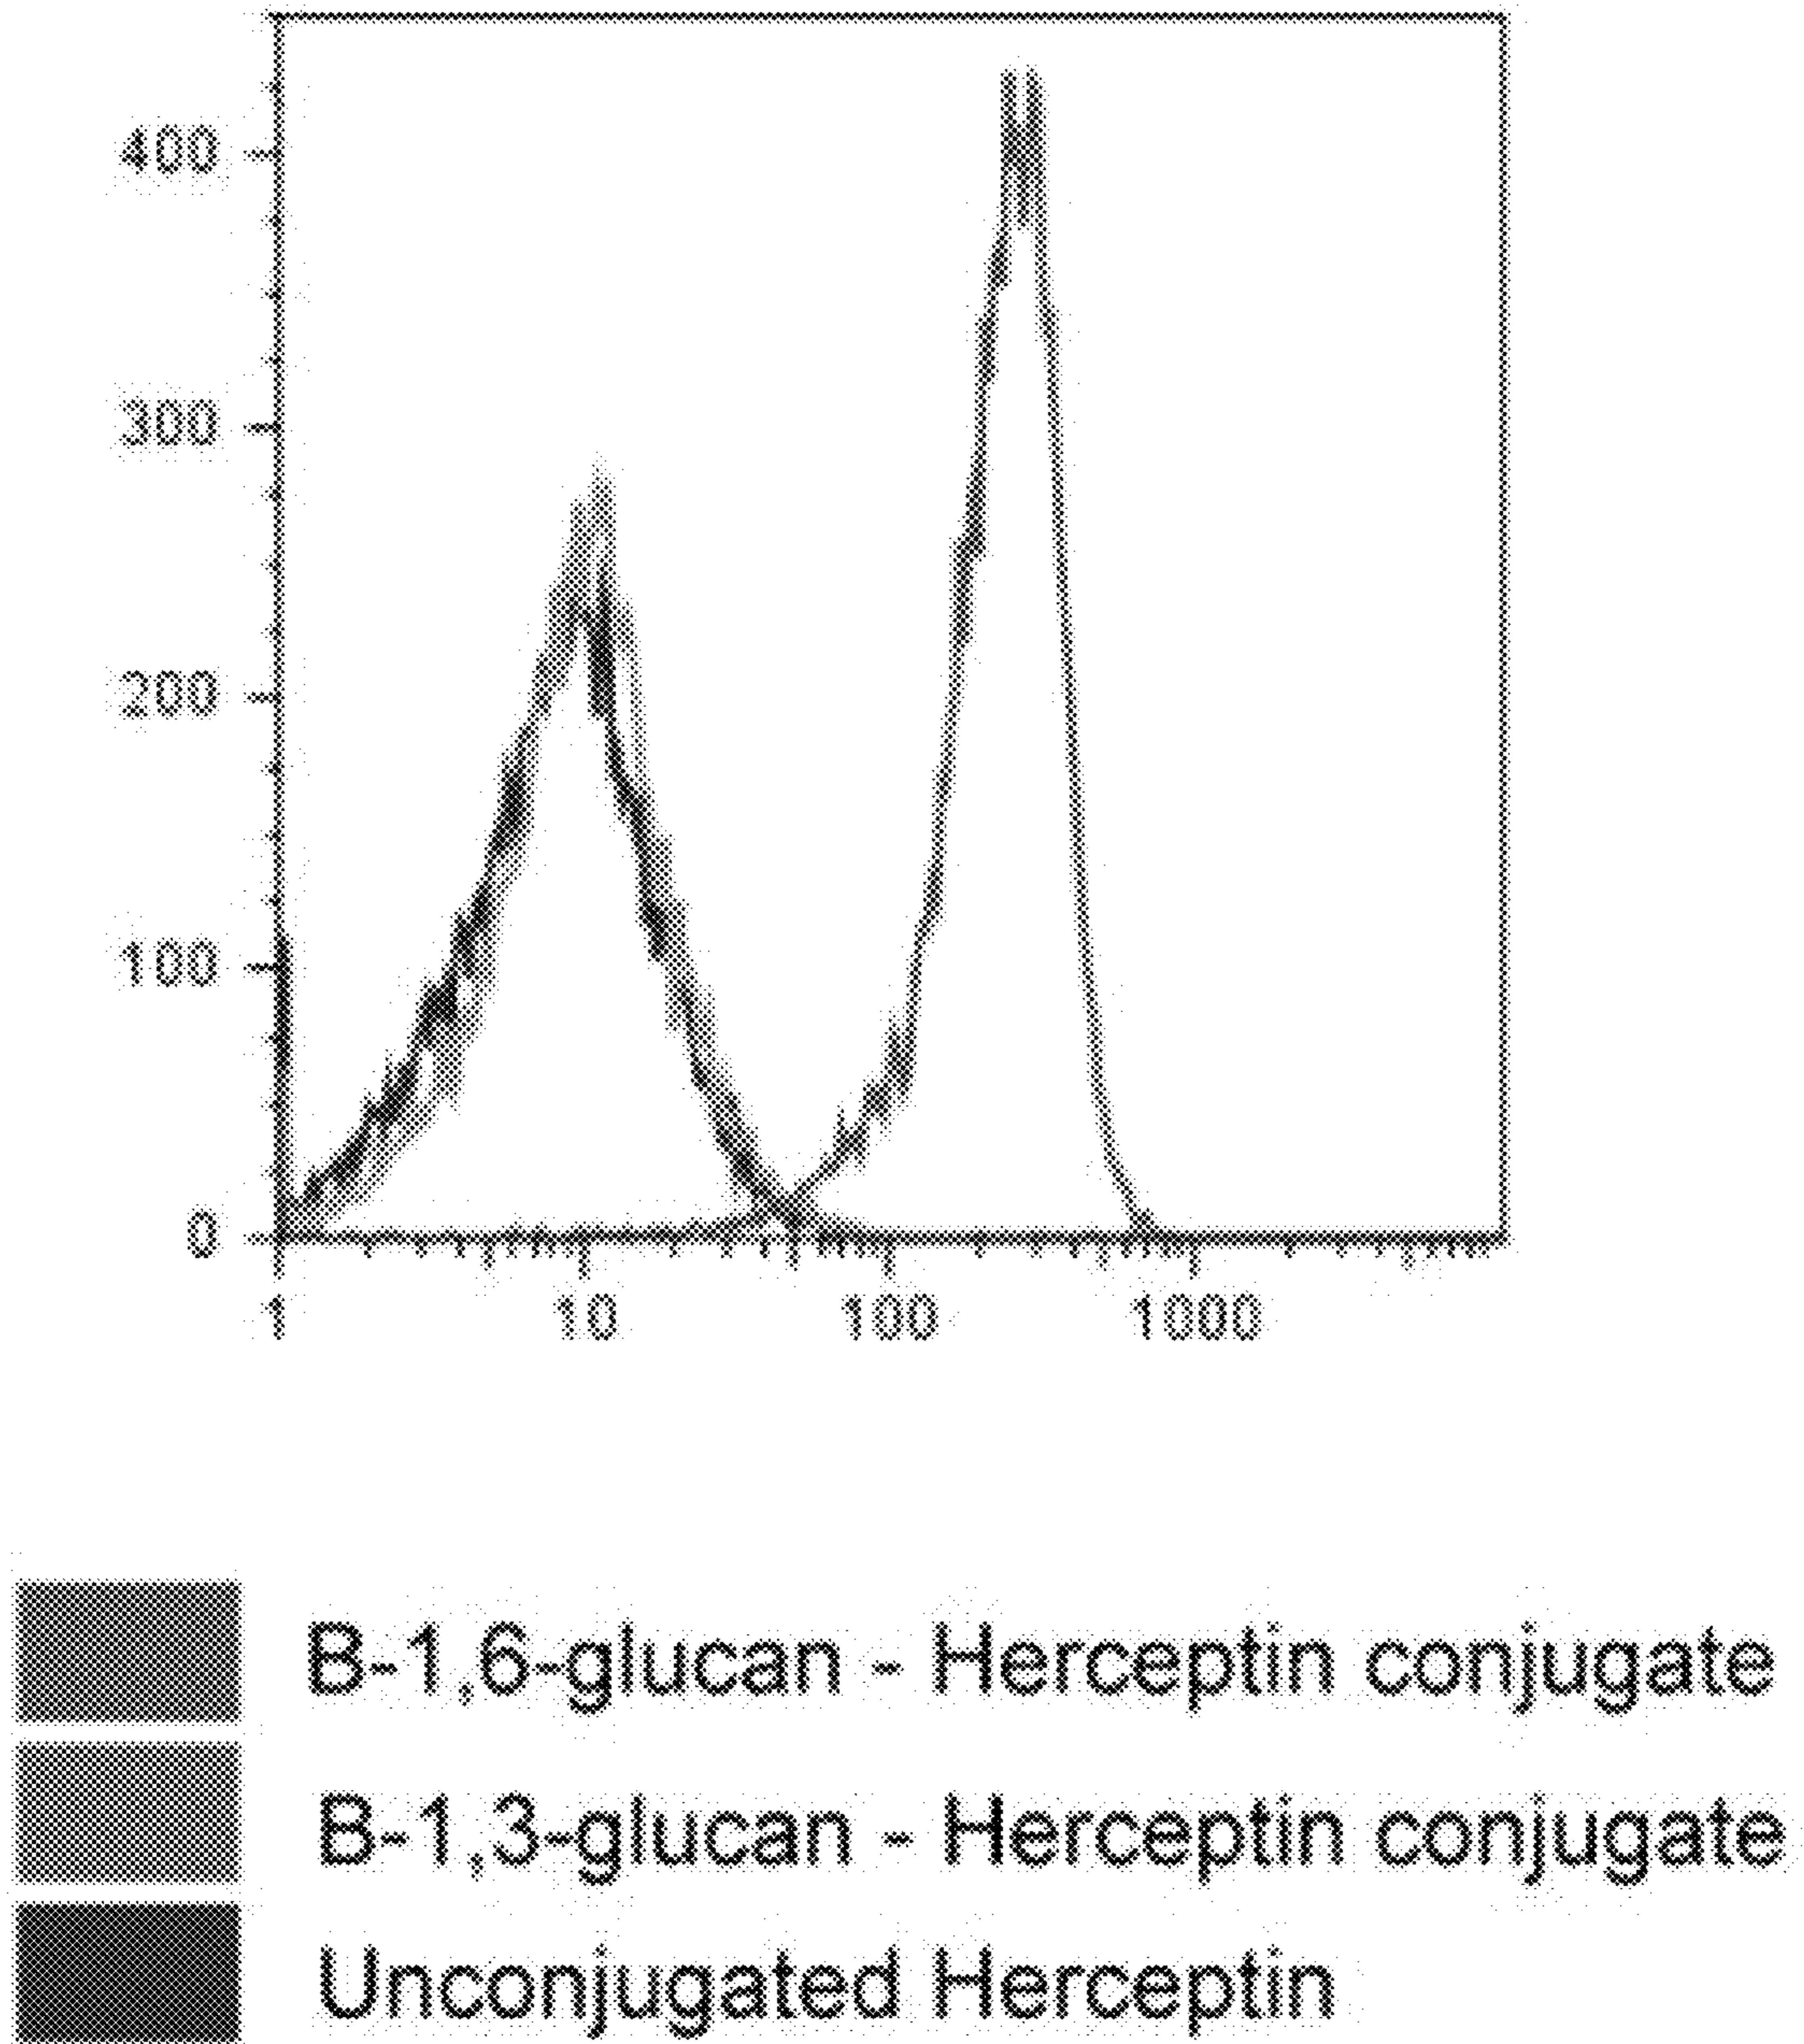 400
300
200
100
0
1 10 100 1000
B-1,6-glucan - Herceptin conjugate
B-1,3-glucan - Herceptin conjugate
Unconjugated Herceptin